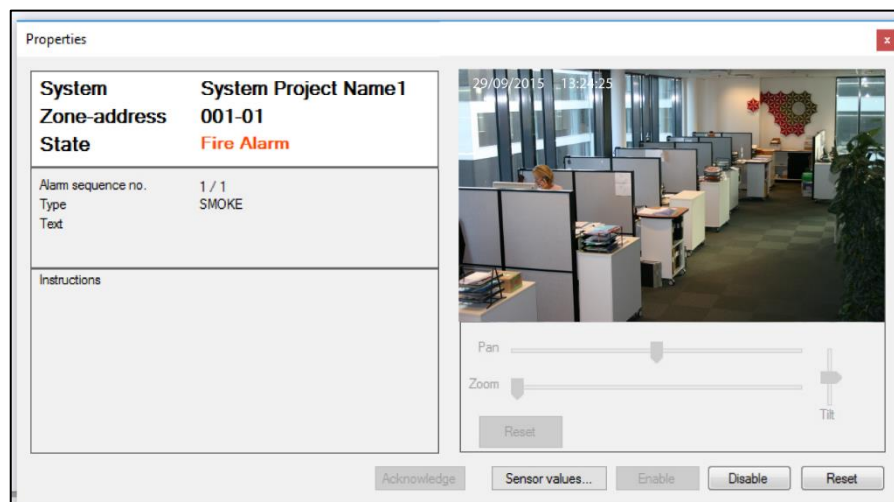 Properties
x
System System Project Name1
Zone-address 001-01
State Fire Alarm
Alarm sequence no. 1 / 1
Type SMOKE
Text
Instructions
29/09/2015 13:24:25
Pan
Zoom
Tilt
Reset
Acknowledge Sensor values... Enable Disable Reset